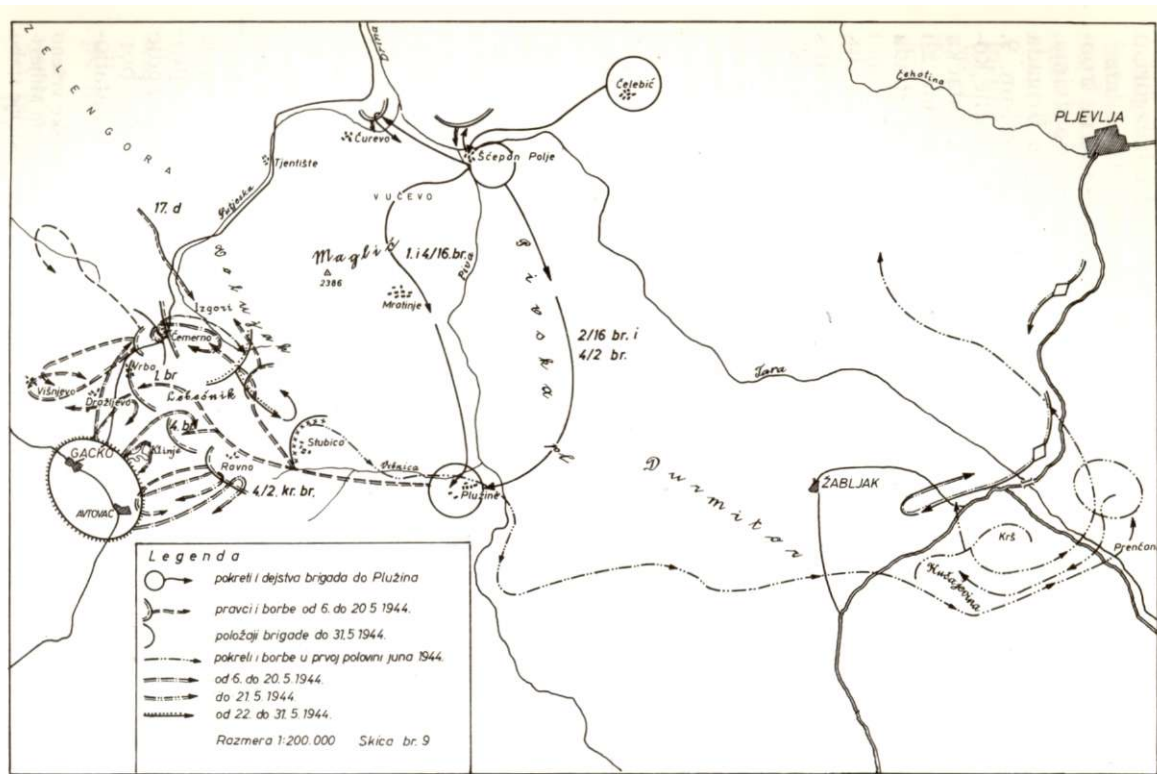 ZELENGORA
Drina
Čelebić
Čehotina
PLJEVLJA
Čurevo
Šćepan Polje
Tjentište
Sutjeska
VUČEVO
17. d
Maglić
2386
1. i 4/16. br.
Piva
Mratinje
Pivska
2/16 br. i
4/2 br.
Izgori
Čemerno
Vrba
1. br
Višnjevo
Dražljevo
Lebršnik
Tara
4. br
Stubica
GACKO
Ravno
Vrbnica
Plužine
Durmitor
ŽABLJAK
AVTOVAC
4/2. kr. br.
Krš
Legenda
pokreti i dejstva brigada do Plužina
pravci i borbe od 6. do 20 5 1944.
položaji brigade do 31.5 1944.
pokreli i borbe u prvoj polovini juna 1944.
od 6. do 20.5.1944.
do 21.5.1944.
od 22. do 31.5.1944.
Razmera 1:200.000 Skica br. 9